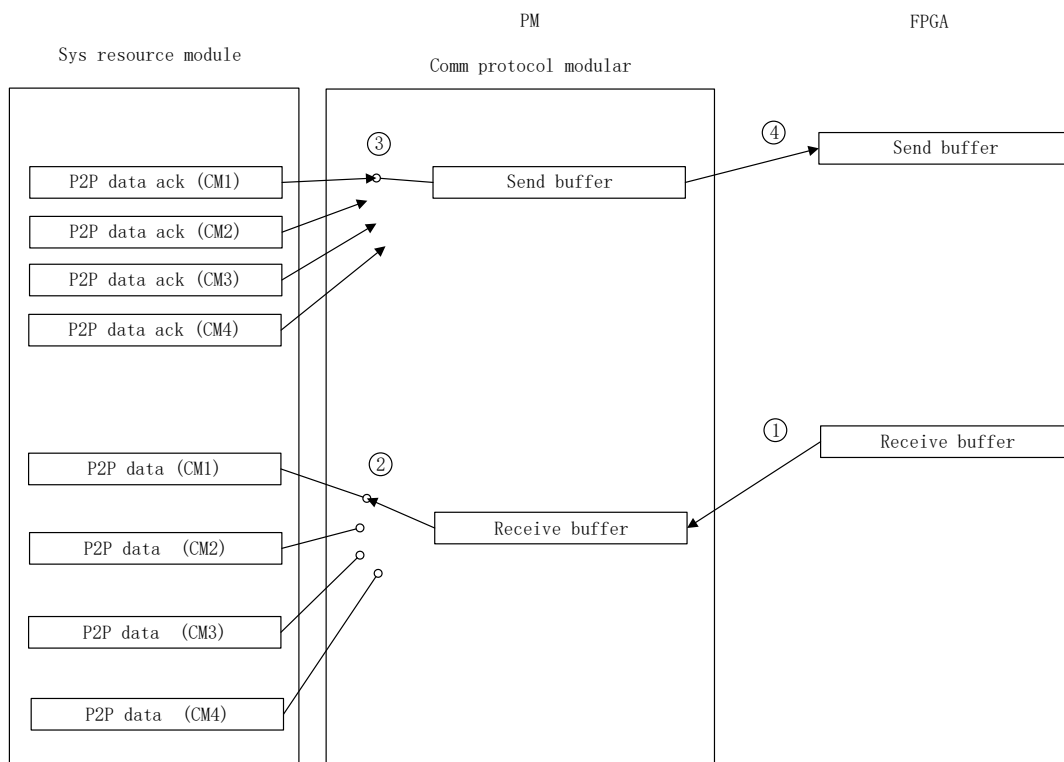 PM
FPGA
Sys resource module
Comm protocol modular
③
④
Send buffer
P2P data ack (CM1)
Send buffer
P2P data ack (CM2)
P2P data ack (CM3)
P2P data ack (CM4)
①
Receive buffer
②
P2P data (CM1)
Receive buffer
P2P data (CM2)
P2P data (CM3)
P2P data (CM4)